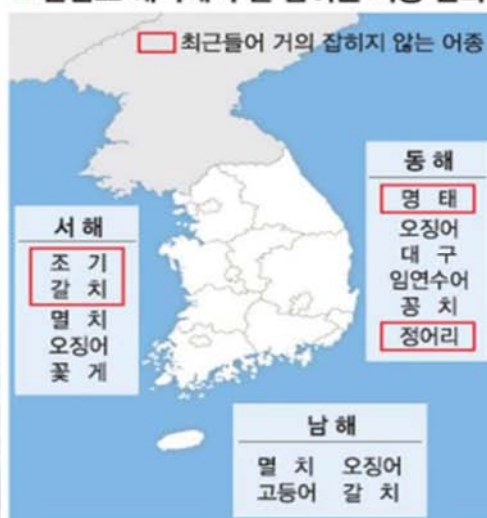 최근들어 거의 잡히지 않는 어종
동 해
명 태
오징어
대 구
임연수어
꽁 치
정어리
서 해
조 기
갈 치
멸 치
오징어
꽃 게
남 해
멸 치 오징어
고등어 갈 치